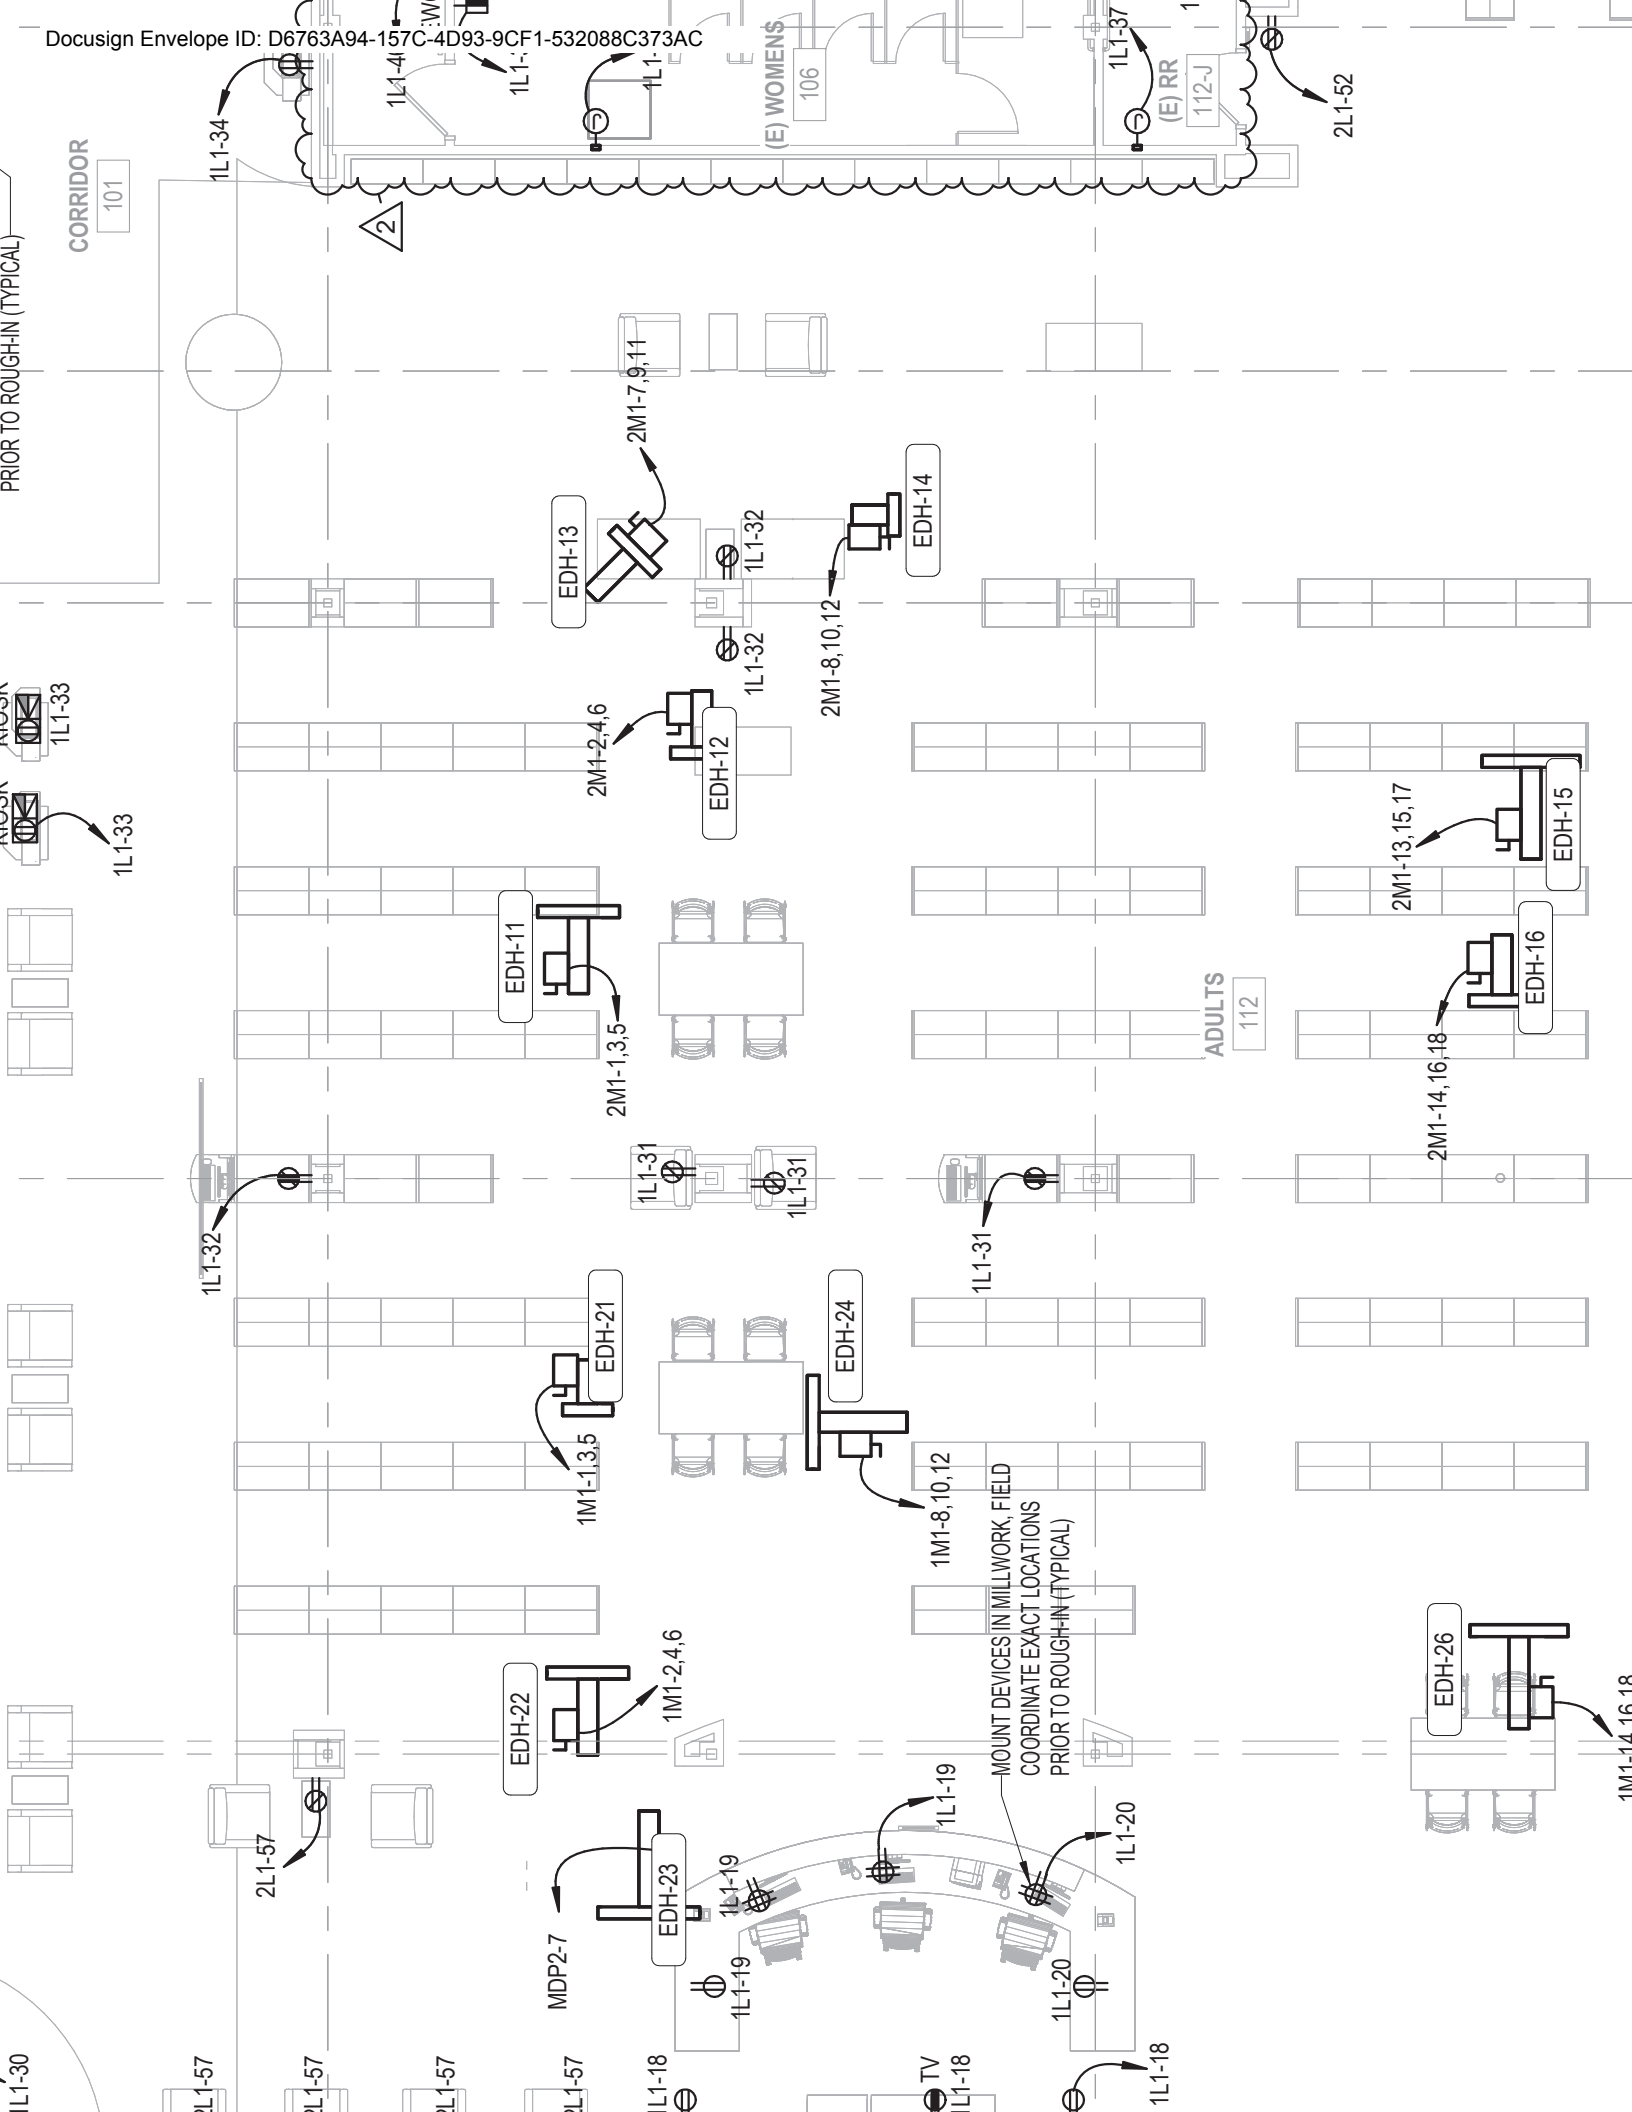 Docusign Envelope ID: D6763A94-157C-4D93-9CF1-532088C373AC
1L1-34
1L1-37
2L1-52
(E) WOMENS
106
(E) RR
112-J
CORRIDOR
101
2
PRIOR TO ROUGH-IN (TYPICAL)
2M1-7,9,11
EDH-13
1L1-32
EDH-14
1L1-32
2M1-8,10,12
1L1-33
1L1-33
2M1-2,4,6
EDH-12
2M1-13,15,17
EDH-15
EDH-11
2M1-1,3,5
ADULTS
112
EDH-16
2M1-14,16,18
1L1-32
1L1-31
1L1-31
1L1-31
EDH-21
EDH-24
1M1-1,3,5
1M1-8,10,12
MOUNT DEVICES IN MILLWORK, FIELD
COORDINATE EXACT LOCATIONS
PRIOR TO ROUGH-IN (TYPICAL)
EDH-22
1M1-2,4,6
EDH-26
1M1-14,16,18
2L1-57
MDP2-7
EDH-23
1L1-19
1L1-19
1L1-20
1L1-19
1L1-20
1L1-30
2L1-57
2L1-57
2L1-57
2L1-57
1L1-18
TV
1L1-18
1L1-18